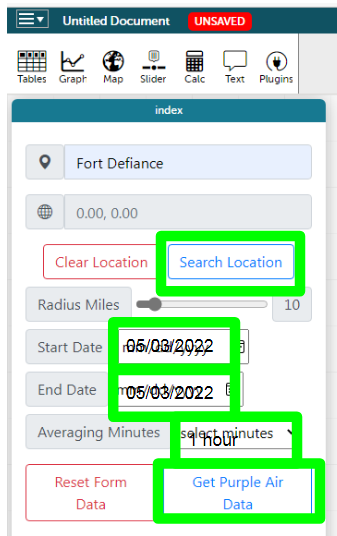 Untitled Document UNSAVED
Tables Graph Map Slider Calc Text Plugins
index
Fort Defiance
0.00, 0.00
Clear Location Search Location
Radius Miles 10
Start Date 05/03/2022
End Date 05/03/2022
Averaging Minutes select minutes
1 hour
Reset Form Data Get Purple Air Data